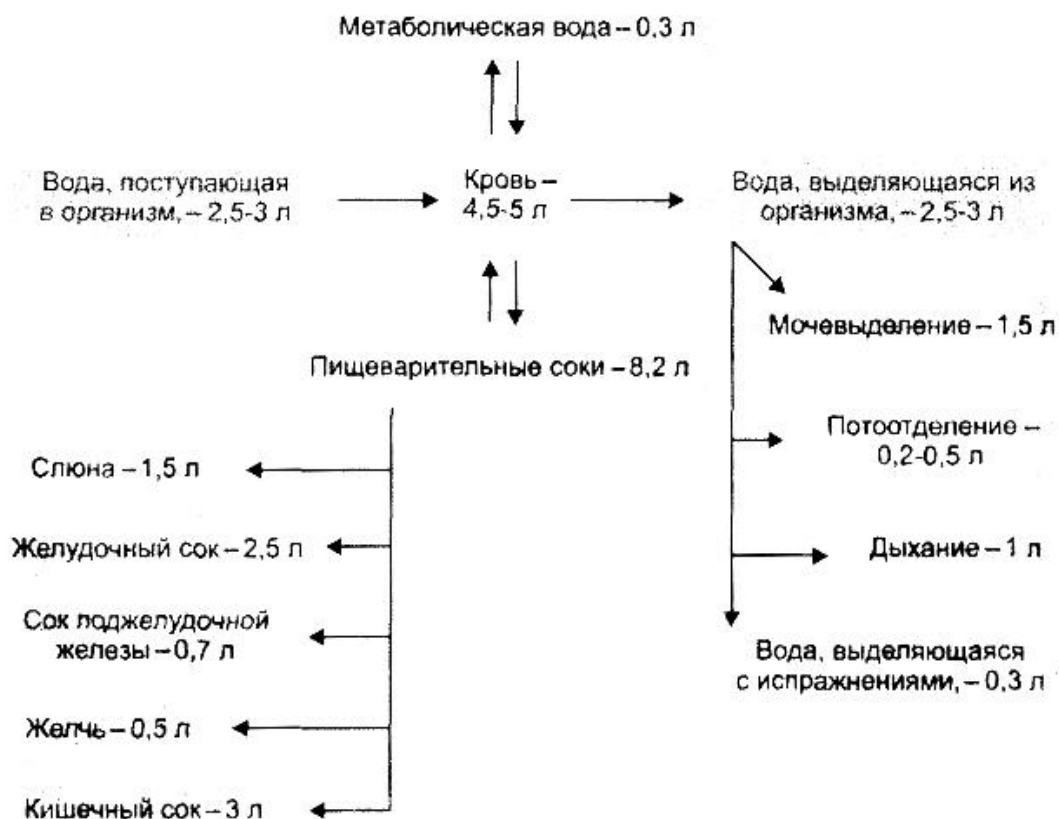 Метаболическая вода – 0,3 л
Вода, поступающая
в организм, – 2,5-3 л
Кровь –
4,5-5 л
Вода, выделяющаяся из
организма, – 2,5-3 л
Мочевыделение – 1,5 л
Потоотделение –
0,2-0,5 л
Дыхание – 1 л
Вода, выделяющаяся
с испражнениями, – 0,3 л
Пищеварительные соки – 8,2 л
Слюна – 1,5 л
Желудочный сок – 2,5 л
Сок поджелудочной
железы – 0,7 л
Желчь – 0,5 л
Кишечный сок – 3 л